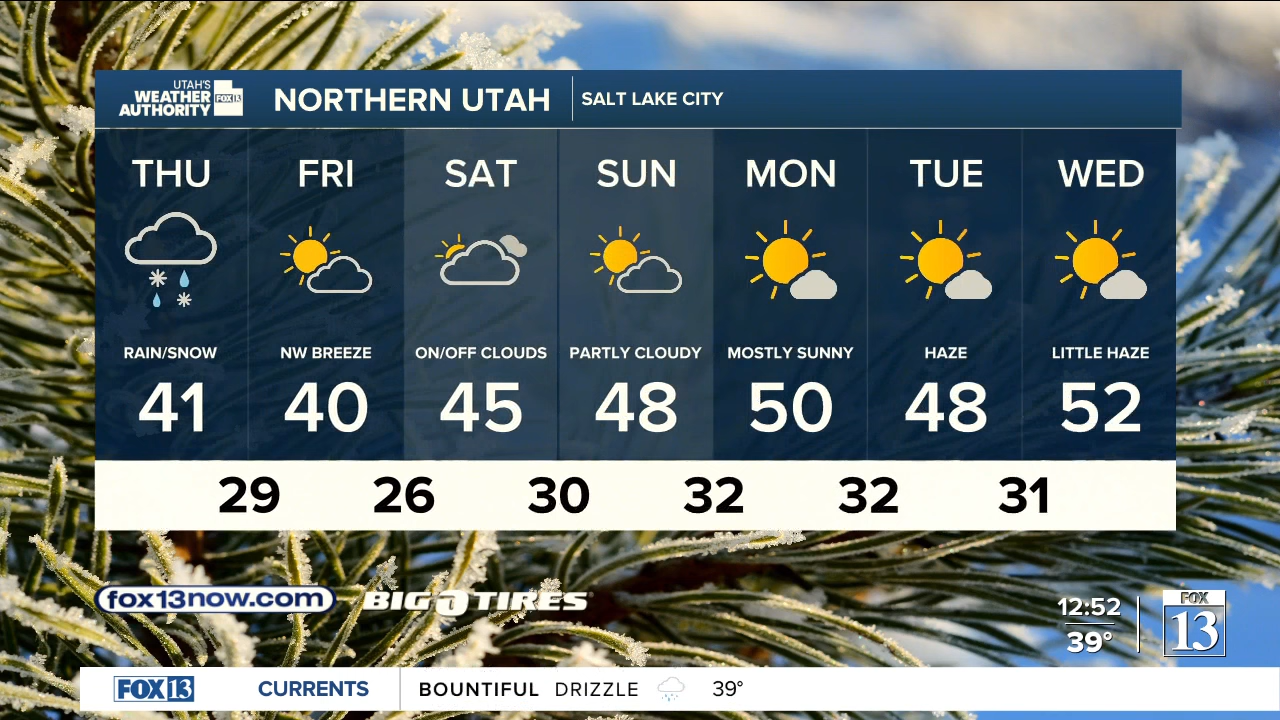 UTAH'S
WEATHER
AUTHORITY
FOX 13
NORTHERN UTAH
SALT LAKE CITY
THU FRI SAT SUN MON TUE WED
RAIN/SNOW NW BREEZE ON/OFF CLOUDS PARTLY CLOUDY MOSTLY SUNNY HAZE LITTLE HAZE
41 40 45 48 50 48 52
29 26 30 32 32 31
fox13now.com
BIG O TIRES
12:52
39°
FOX
13
FOX 13 CURRENTS BOUNTIFUL DRIZZLE 39°